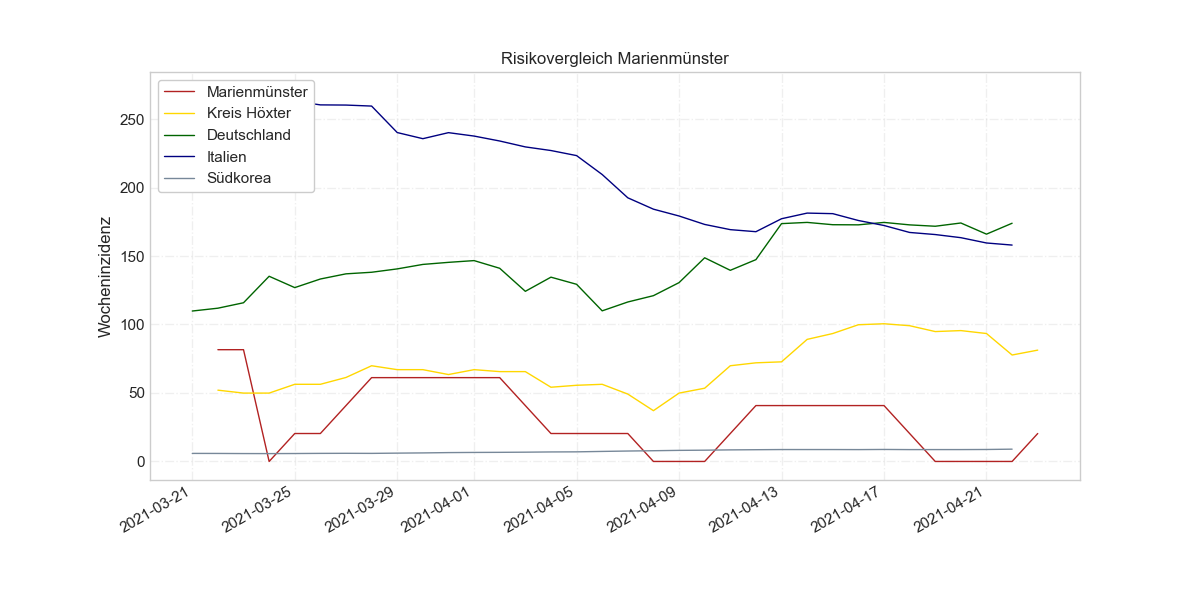 Risikovergleich Marienmünster
Marienmünster
Kreis Höxter
Deutschland
Italien
Südkorea
Wocheninzidenz
250
200
150
100
50
0
2021-03-21
2021-03-25
2021-03-29
2021-04-01
2021-04-05
2021-04-09
2021-04-13
2021-04-17
2021-04-21